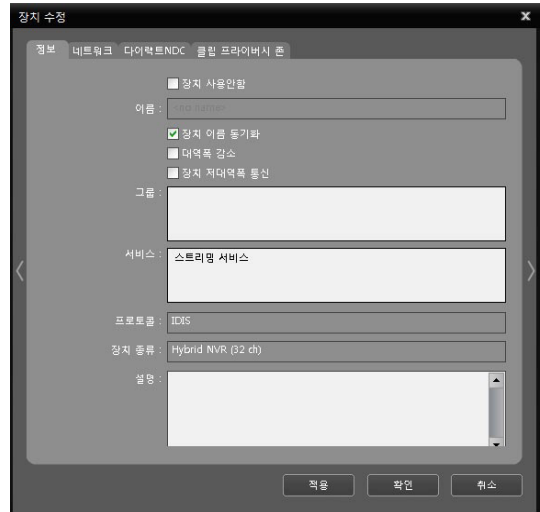 장치 수정
정보 네트워크 다이랙트NDC 클립 프라이버시 존
장치 사용안함
이름 : <no name>
장치 이름 동기화
대역폭 감소
장치 저대역폭 통신
그룹 :
서비스 : 스트리밍 서비스
프로토콜 : IDIS
장치 종류 : Hybrid NVR (32 ch)
설명 :
적용 확인 취소